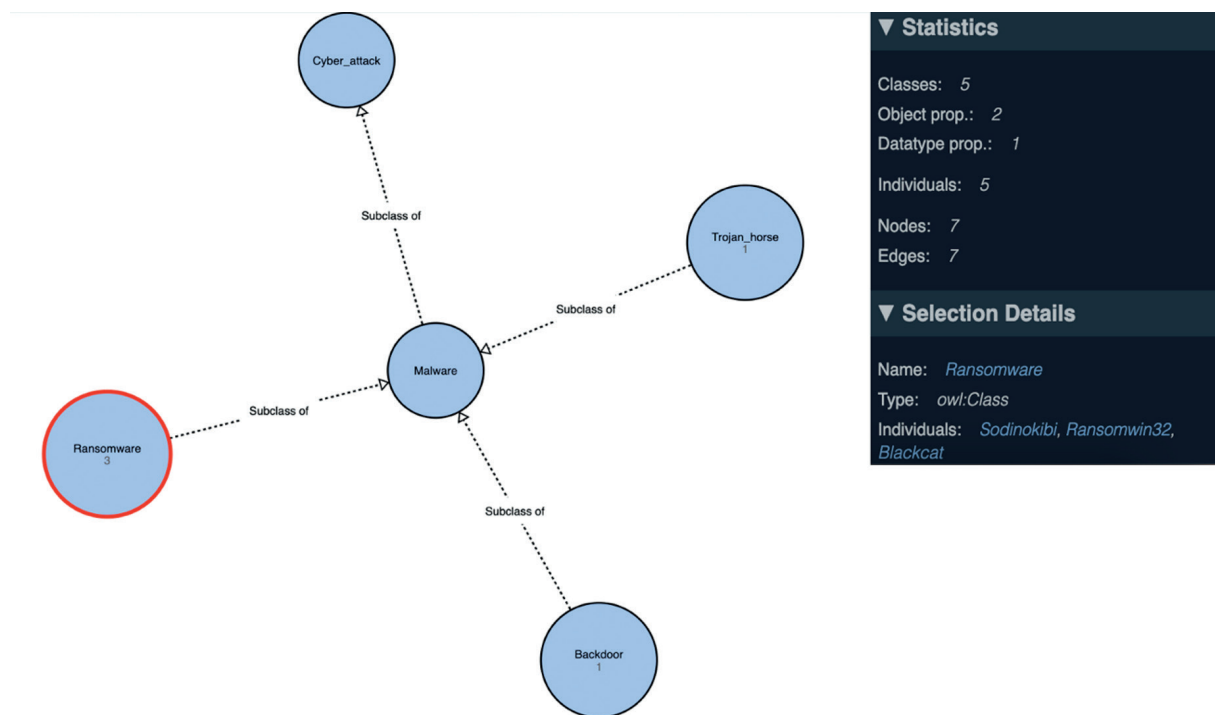 Cyber_attack
Subclass of
Trojan_horse
1
Subclass of
Malware
Subclass of
Ransomware
3
Subclass of
Backdoor
1
▼ Statistics
Classes: 5
Object prop.: 2
Datatype prop.: 1
Individuals: 5
Nodes: 7
Edges: 7
▼ Selection Details
Name: Ransomware
Type: owl:Class
Individuals: Sodinokibi, Ransomwin32,
Blackcat